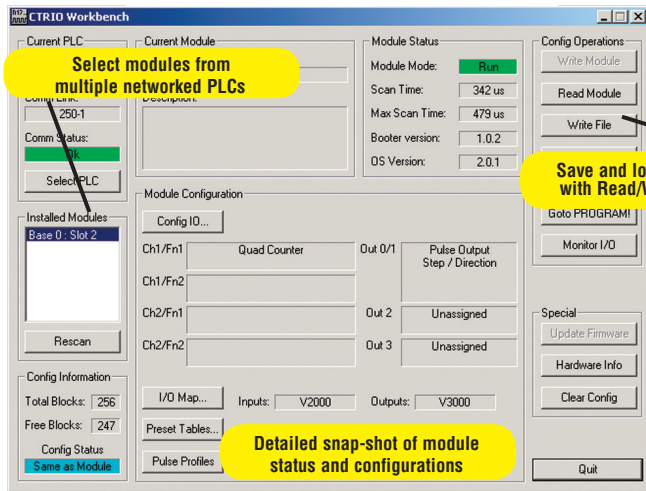 CTRIO Workbench
Current PLC
Select modules from
multiple networked PLCs
250-1
Comm Status:
Ok
Select PLC
Installed Modules
Base 0 : Slot 2
Rescan
Config Information
Total Blocks: 256
Free Blocks: 247
Config Status
Same as Module
Current Module
Description:
Module Status
Module Mode: Run
Scan Time: 342 us
Max Scan Time: 479 us
Booter version: 1.0.2
OS Version: 2.0.1
Module Configuration
Config IO...
Ch1/Fn1 Quad Counter
Ch1/Fn2
Ch2/Fn1
Ch2/Fn2
Out 0/1 Pulse Output
Step / Direction
Out 2 Unassigned
Out 3 Unassigned
I/O Map... Inputs: V2000 Outputs: V3000
Preset Tables...
Pulse Profiles
Detailed snap-shot of module
status and configurations
Config Operations
Write Module
Read Module
Write File
Save and lo
with Read/
Goto PROGRAM!
Monitor I/O
Special
Update Firmware
Hardware Info
Clear Config
Quit